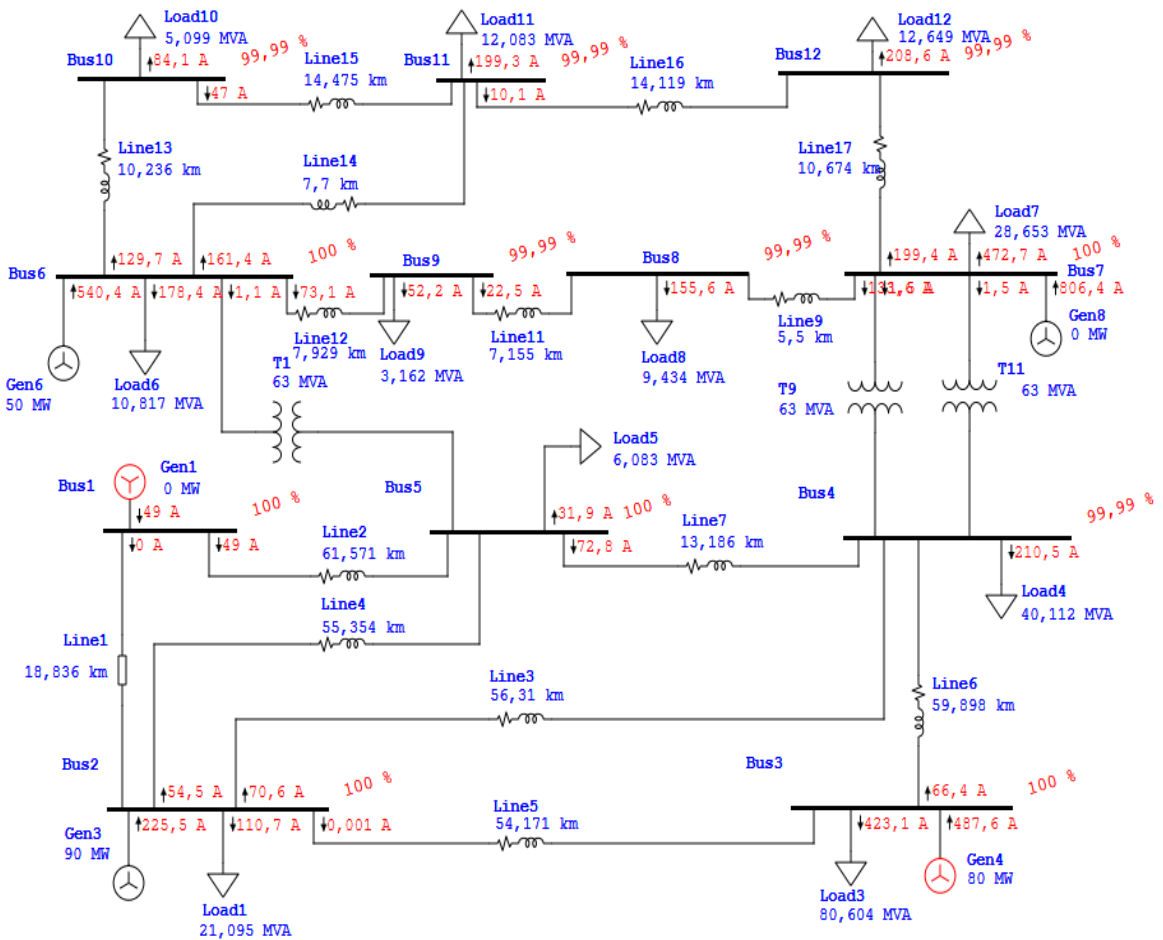 Load10
5,099 MVA
84,1 A
99,99 %
Bus10
47 A
Line15
14,475 km
Load11
12,083 MVA
Bus11
199,3 A
99,99 %
10,1 A
Line16
14,119 km
Load12
12,649 MVA
Bus12
208,6 A
99,99 %
Line13
10,236 km
Line14
7,7 km
Line17
10,674 km
Load7
28,653 MVA
Bus6
129,7 A
161,4 A
100 %
540,4 A
178,4 A
1,1 A
73,1 A
Bus9
99,99 %
52,2 A
22,5 A
Bus8
99,99 %
155,6 A
199,4 A
472,7 A
100 %
Bus7
1,5 A
806,4 A
Line12
7,929 km
Line11
7,155 km
Line9
5,5 km
Gen8
0 MW
Gen6
50 MW
Load6
10,817 MVA
T1
63 MVA
Load9
3,162 MVA
Load8
9,434 MVA
T9
63 MVA
T11
63 MVA
Load5
6,083 MVA
Bus1
Gen1
0 MW
49 A
100 %
0 A
49 A
Bus5
31,9 A
100 %
72,8 A
Bus4
99,99 %
210,5 A
Line2
61,571 km
Line7
13,186 km
Load4
40,112 MVA
Line4
55,354 km
Line1
18,836 km
Line3
56,31 km
Line6
59,898 km
Bus2
54,5 A
70,6 A
100 %
225,5 A
110,7 A
0,001 A
Bus3
66,4 A
100 %
423,1 A
487,6 A
Line5
54,171 km
Gen3
90 MW
Load1
21,095 MVA
Load3
80,604 MVA
Gen4
80 MW